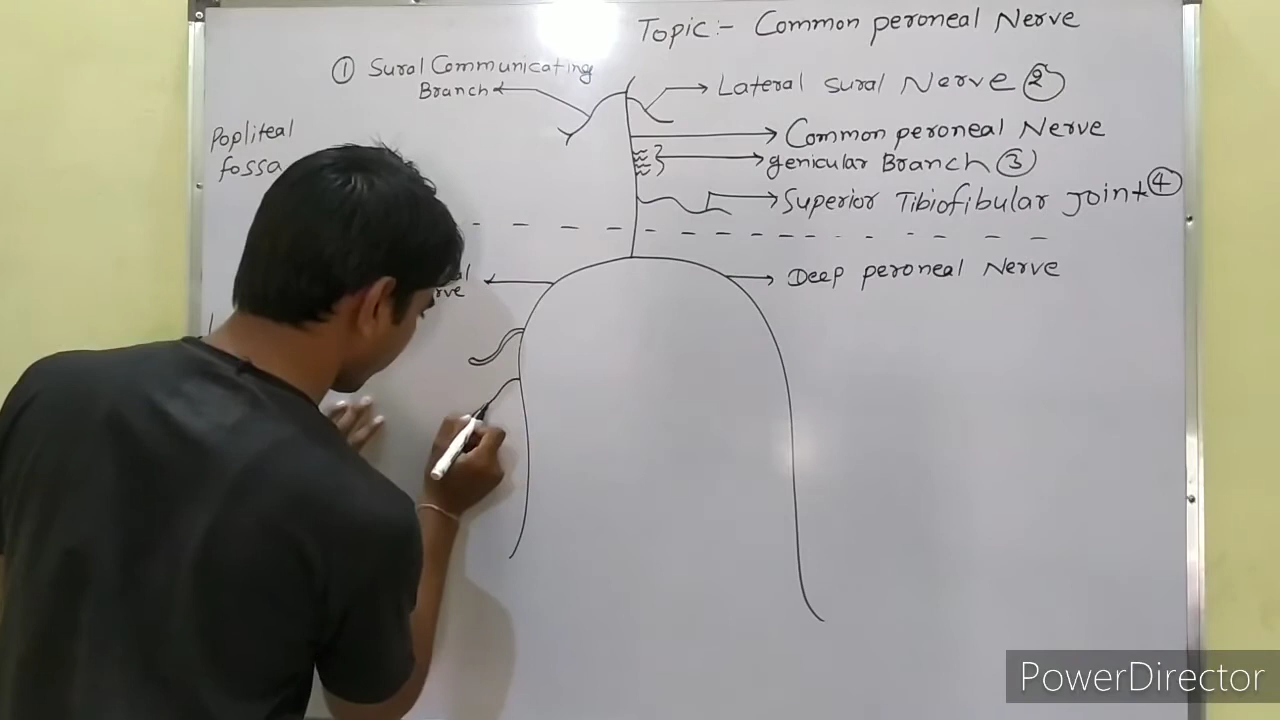 Topic:- Common peroneal Nerve
① Sural Communicating
Branch
Lateral sural Nerve ②
Popliteal
fossa
Common peroneal Nerve
genicular Branch ③
Superior Tibiofibular joint ④
Deep peroneal Nerve
PowerDirector